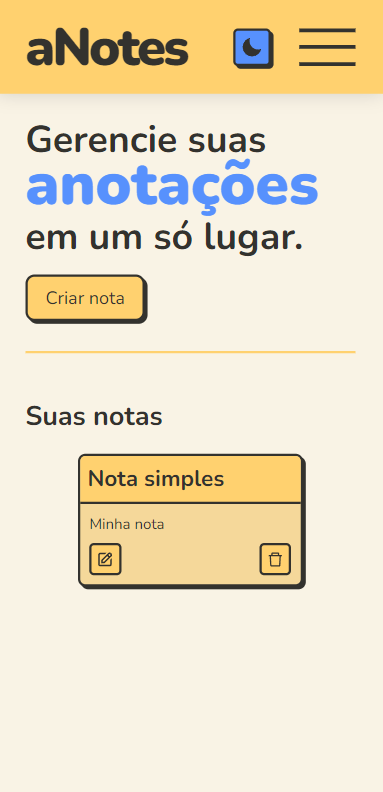 aNotes
Gerencie suas
anotações
em um só lugar.
Criar nota
Suas notas
Nota simples
Minha nota